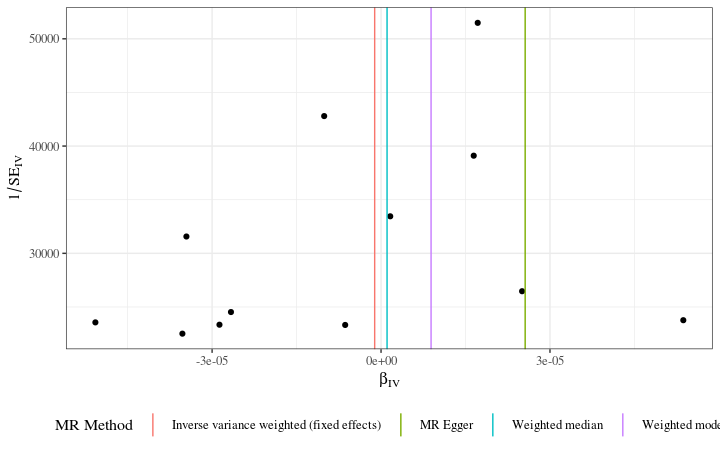 50000
40000
30000
1/SE_IV
-3e-05 0e+00 3e-05
β_IV
MR Method Inverse variance weighted (fixed effects) MR Egger Weighted median Weighted mode